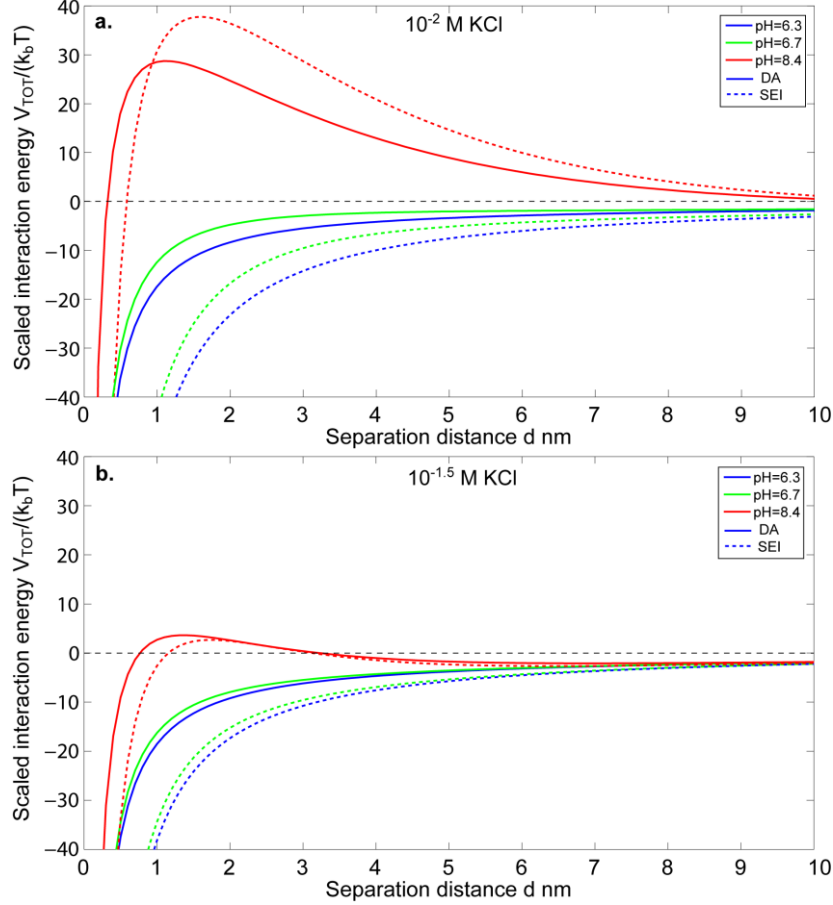 a.
10⁻² M KCl
pH=6.3
pH=6.7
pH=8.4
DA
SEI
Scaled interaction energy V_TOT/(k_bT)
40
30
20
10
0
−10
−20
−30
−40
0 1 2 3 4 5 6 7 8 9 10
Separation distance d nm
b.
10⁻¹·⁵ M KCl
pH=6.3
pH=6.7
pH=8.4
DA
SEI
Scaled interaction energy V_TOT/(k_bT)
40
30
20
10
0
−10
−20
−30
−40
0 1 2 3 4 5 6 7 8 9 10
Separation distance d nm